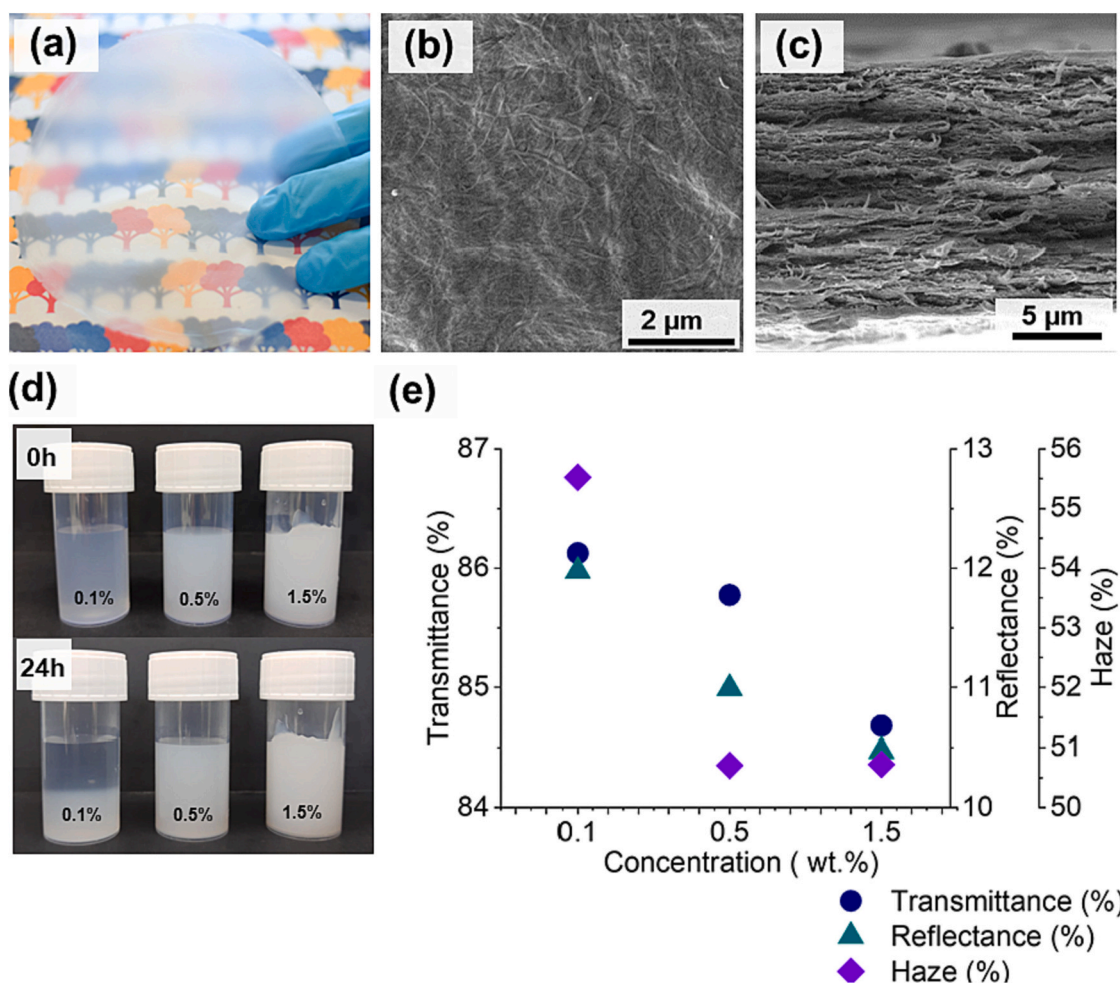 (a)
(b)
(c)
2 µm
5 µm
(d)
(e)
0h
0.1%
0.5%
1.5%
24h
0.1%
0.5%
1.5%
87
86
85
84
Transmittance (%)
13
12
11
10
Reflectance (%)
56
55
54
53
52
51
50
Haze (%)
0.1
0.5
1.5
Concentration ( wt.%)
Transmittance (%)
Reflectance (%)
Haze (%)